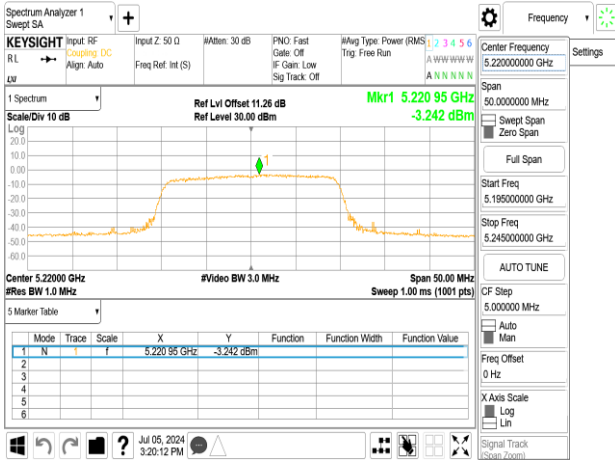 Spectrum Analyzer 1
Swept SA
+
Frequency
KEYSIGHT
RL
LXI
Input: RF
Coupling: DC
Align: Auto
Input Z: 50 Ω
Freq Ref: Int (S)
#Atten: 30 dB
PNO: Fast
Gate: Off
IF Gain: Low
Sig Track: Off
#Avg Type: Power (RMS
Trig: Free Run
1 2 3 4 5 6
A W W W W W
A N N N N N
1 Spectrum
Scale/Div 10 dB
Ref Lvl Offset 11.26 dB
Ref Level 30.00 dBm
Mkr1 5.220 95 GHz
-3.242 dBm
Log
20.0
10.0
0.00
-10.0
-20.0
-30.0
-40.0
-50.0
-60.0
1
Center 5.22000 GHz
#Res BW 1.0 MHz
#Video BW 3.0 MHz
Span 50.00 MHz
Sweep 1.00 ms (1001 pts)
5 Marker Table
Mode Trace Scale X Y Function Function Width Function Value
1 N 1 f 5.220 95 GHz -3.242 dBm
2
3
4
5
6
?
Jul 05, 2024
3:20:12 PM
Center Frequency
5.220000000 GHz
Settings
Span
50.0000000 MHz
Swept Span
Zero Span
Full Span
Start Freq
5.195000000 GHz
Stop Freq
5.245000000 GHz
AUTO TUNE
CF Step
5.000000 MHz
Auto
Man
Freq Offset
0 Hz
X Axis Scale
Log
Lin
Signal Track
(Span Zoom)